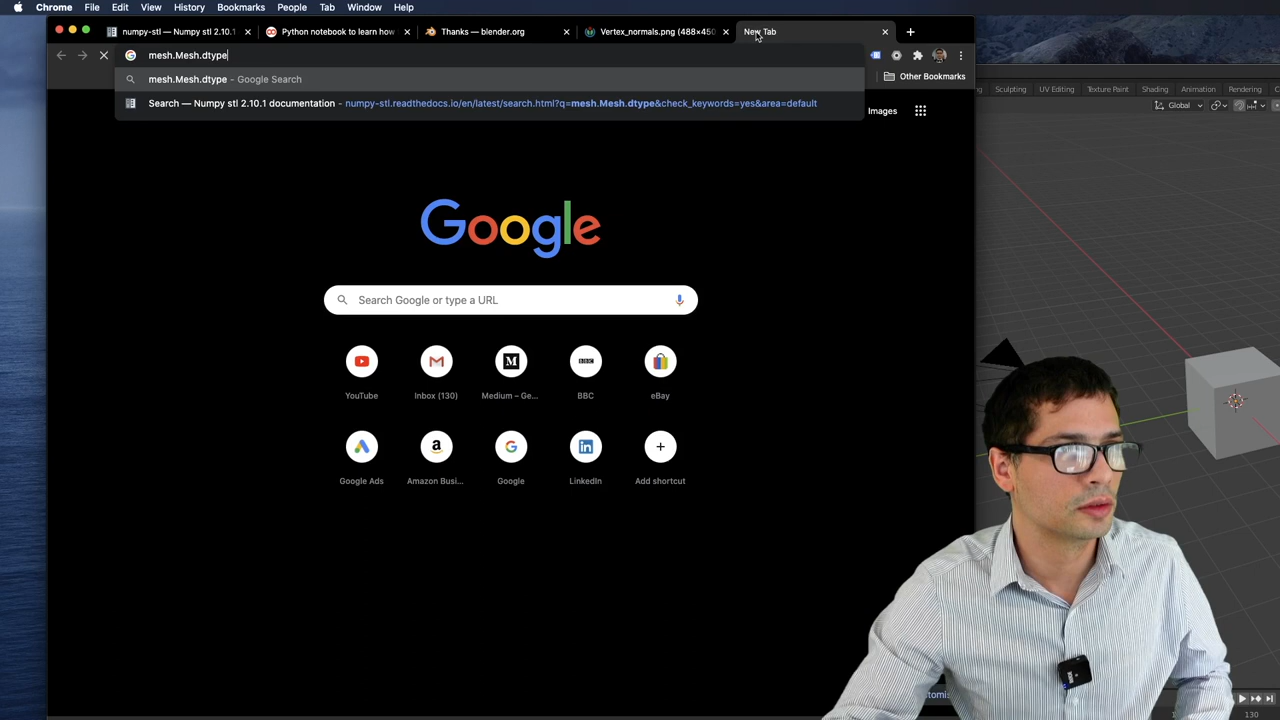 Chrome File Edit View History Bookmarks People Tab Window Help
numpy-stl — Numpy stl 2.10.1 Python notebook to learn how Thanks — blender.org Vertex_normals.png (488×450 New Tab
mesh.Mesh.dtype
Other Bookmarks
mesh.Mesh.dtype - Google Search
Sculpting UV Editing Texture Paint Shading Animation Rendering
Search — Numpy stl 2.10.1 documentation - numpy-stl.readthedocs.io/en/latest/search.html?q=mesh.Mesh.dtype&check_keywords=yes&area=default
Global
Images
Google
Search Google or type a URL
YouTube Inbox (130) Medium – Ge... BBC eBay
Google Ads Amazon Busi... Google LinkedIn Add shortcut
130